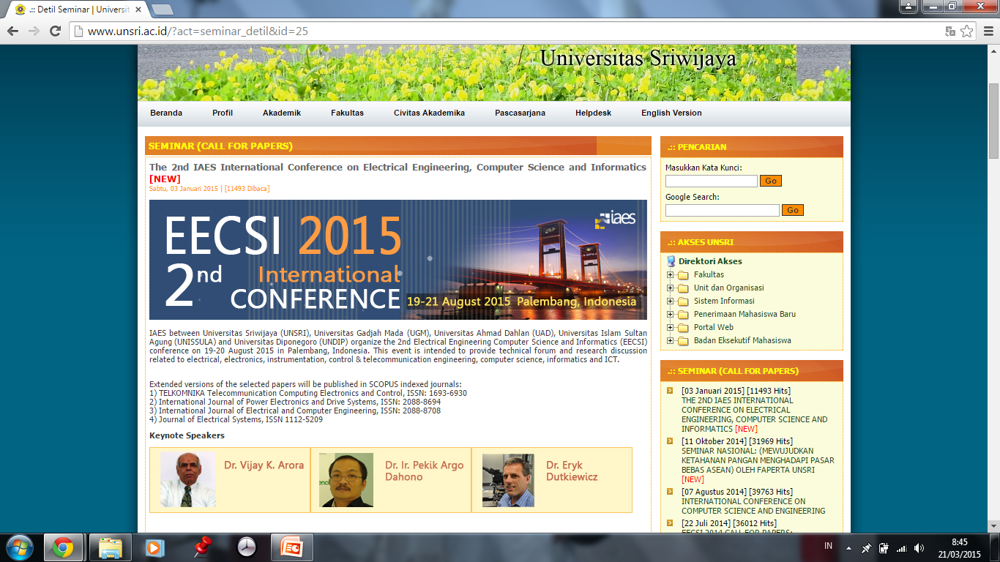 .:: Detil Seminar | Universit
www.unsri.ac.id/?act=seminar_detil&id=25
Universitas Sriwijaya
Beranda
Profil
Akademik
Fakultas
Civitas Akademika
Pascasarjana
Helpdesk
English Version
SEMINAR (CALL FOR PAPERS)
The 2nd IAES International Conference on Electrical Engineering, Computer Science and Informatics
[NEW]
Sabtu, 03 Januari 2015 | [11493 Dibaca]
iaes
EECSI 2015
2nd International
CONFERENCE
19-21 August 2015 Palembang, Indonesia
IAES between Universitas Sriwijaya (UNSRI), Universitas Gadjah Mada (UGM), Universitas Ahmad Dahlan (UAD), Universitas Islam Sultan
Agung (UNISSULA) and Universitas Diponegoro (UNDIP) organize the 2nd Electrical Engineering Computer Science and Informatics (EECSI)
conference on 19-20 August 2015 in Palembang, Indonesia. This event is intended to provide technical forum and research discussion
related to electrical, electronics, instrumentation, control & telecommunication engineering, computer science, informatics and ICT.
Extended versions of the selected papers will be published in SCOPUS indexed journals:
1) TELKOMNIKA Telecommunication Computing Electronics and Control, ISSN: 1693-6930
2) International Journal of Power Electronics and Drive Systems, ISSN: 2088-8694
3) International Journal of Electrical and Computer Engineering, ISSN: 2088-8708
4) Journal of Electrical Systems, ISSN 1112-5209
Keynote Speakers
Dr. Vijay K. Arora
Dr. Ir. Pekik Argo
Dahono
Dr. Eryk
Dutkiewicz
.:: PENCARIAN
Masukkan Kata Kunci:
Go
Google Search:
Go
.:: AKSES UNSRI
Direktori Akses
Fakultas
Unit dan Organisasi
Sistem Informasi
Penerimaan Mahasiswa Baru
Portal Web
Badan Eksekutif Mahasiswa
.:: SEMINAR (CALL FOR PAPERS)
[03 Januari 2015] [11493 Hits]
THE 2ND IAES INTERNATIONAL
CONFERENCE ON ELECTRICAL
ENGINEERING, COMPUTER SCIENCE AND
INFORMATICS [NEW]
[11 Oktober 2014] [31969 Hits]
SEMINAR NASIONAL: (MEWUJUDKAN
KETAHANAN PANGAN MENGHADAPI PASAR
BEBAS ASEAN) OLEH FAPERTA UNSRI
[NEW]
[07 Agustus 2014] [39763 Hits]
INTERNATIONAL CONFERENCE ON
COMPUTER SCIENCE AND ENGINEERING
[22 Juli 2014] [36012 Hits]
EECSI 2014 CALL FOR PAPERS:
IN
8:45
21/03/2015